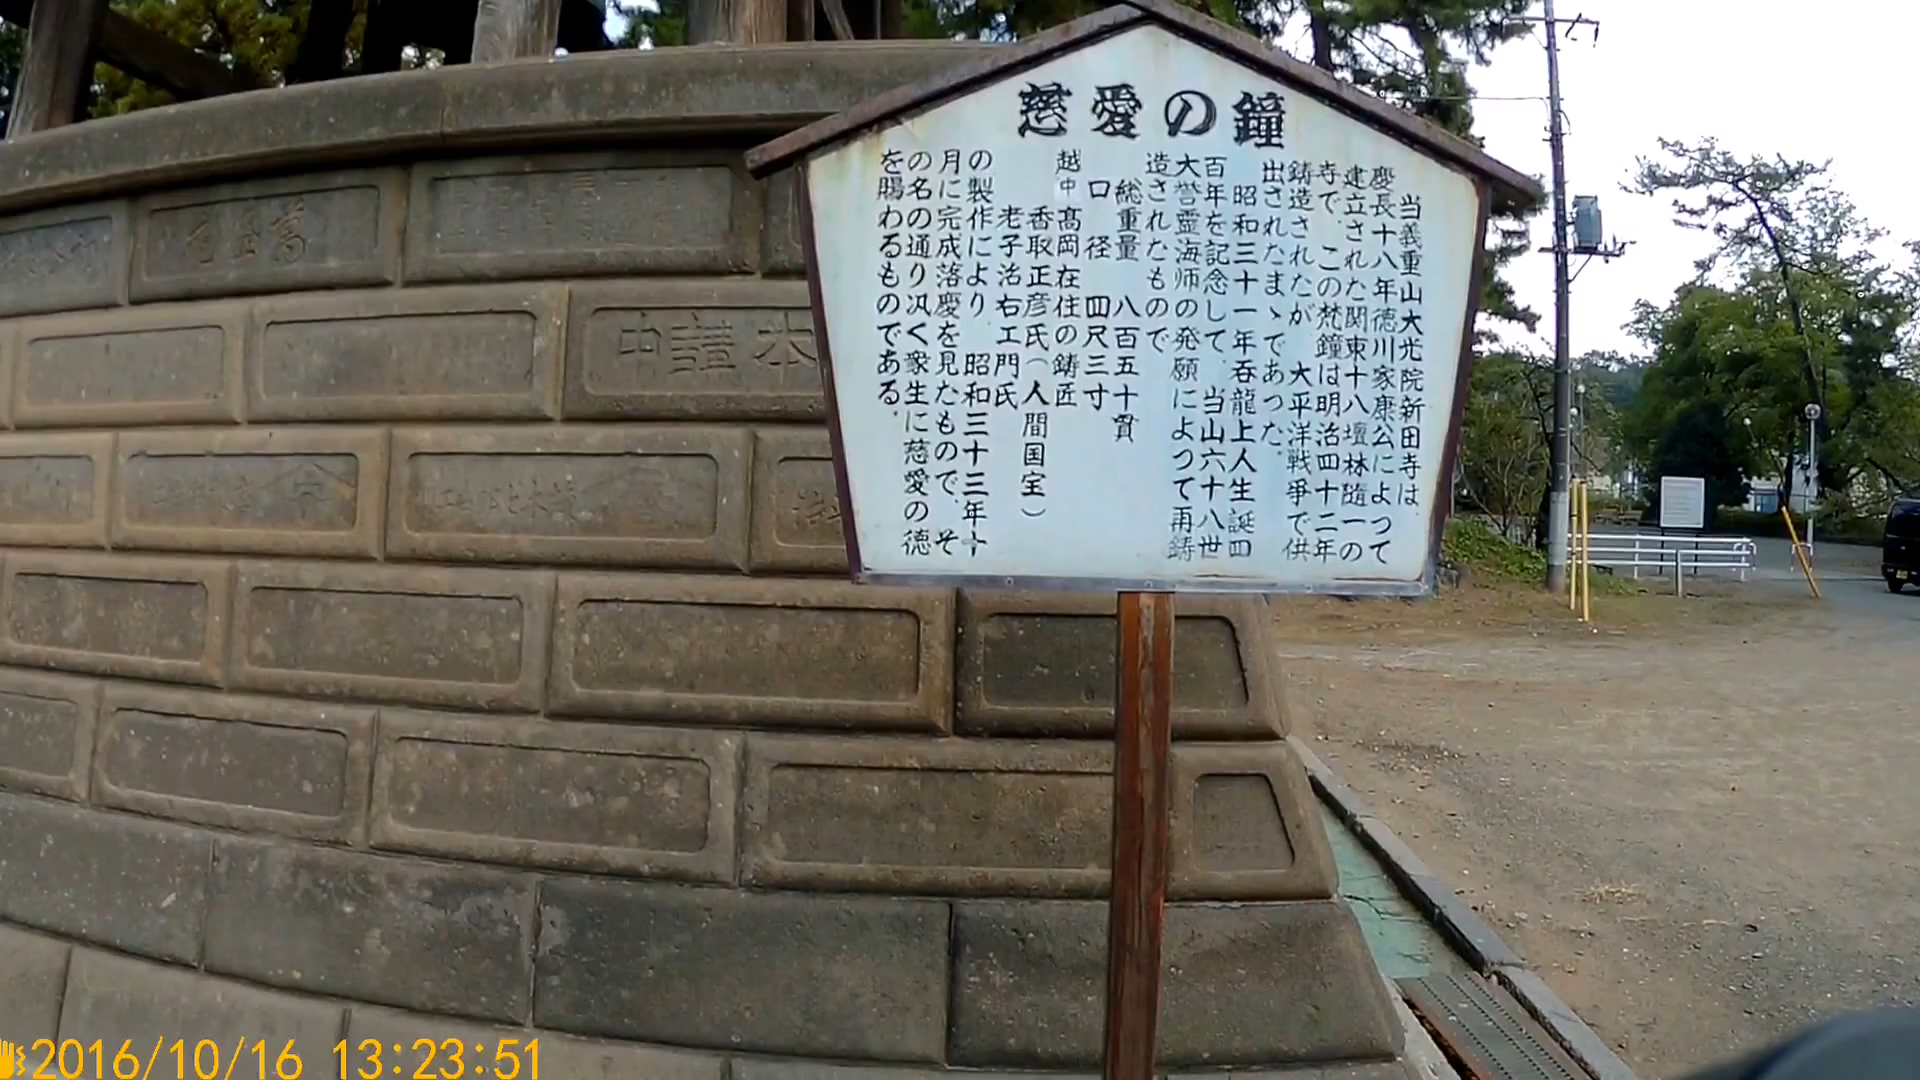 慈愛の鐘
当義重山大光院新田寺は、
慶長十八年徳川家康公によって
建立された関東十八壇林随一の
寺で、この梵鐘は明治四十二年
鋳造されたが 大平洋戦争で供
出されたまゝであった。
昭和三十一年呑龍上人生誕四
百年を記念して、当山六十八世
大誉霊海师の発願によって再鋳
造されたもので
総重量 八百五十貫
口径 四尺三寸
越中高岡在住の鋳匠
香取正彦氏(人間国宝)
老子治右エ門氏
の製作により 昭和三十三年十
月に完成落慶を見たもので、そ
の名の通り汎く衆生に慈愛の徳
を賜わるものである。
本
中
2016/10/16 13:23:51